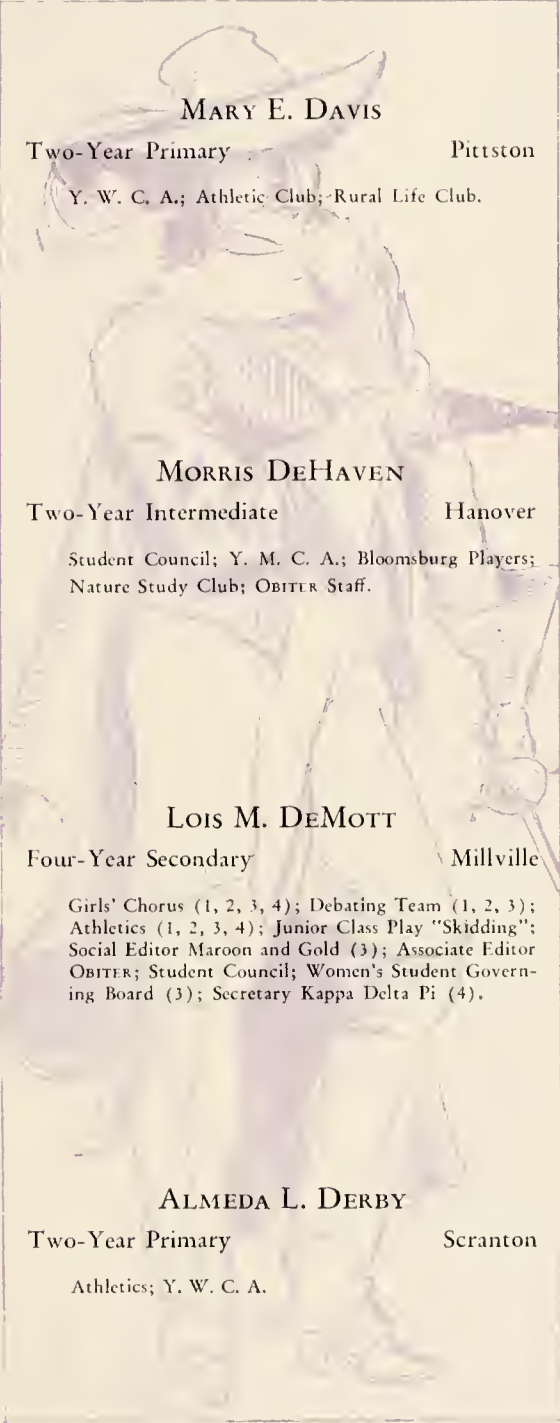 MARY E. DAVIS
Two-Year Primary Pittston
Y. W. C. A.; Athletic Club; Rural Life Club.
MORRIS DEHAVEN
Two-Year Intermediate Hanover
Student Council; Y. M. C. A.; Bloomsburg Players;
Nature Study Club; OBITER Staff.
LOIS M. DEMOTT
Four-Year Secondary Millville
Girls' Chorus (1, 2, 3, 4); Debating Team (1, 2, 3);
Athletics (1, 2, 3, 4); Junior Class Play "Skidding";
Social Editor Maroon and Gold (3); Associate Editor
OBITER; Student Council; Women's Student Govern-
ing Board (3); Secretary Kappa Delta Pi (4).
ALMEDA L. DERBY
Two-Year Primary Scranton
Athletics; Y. W. C. A.